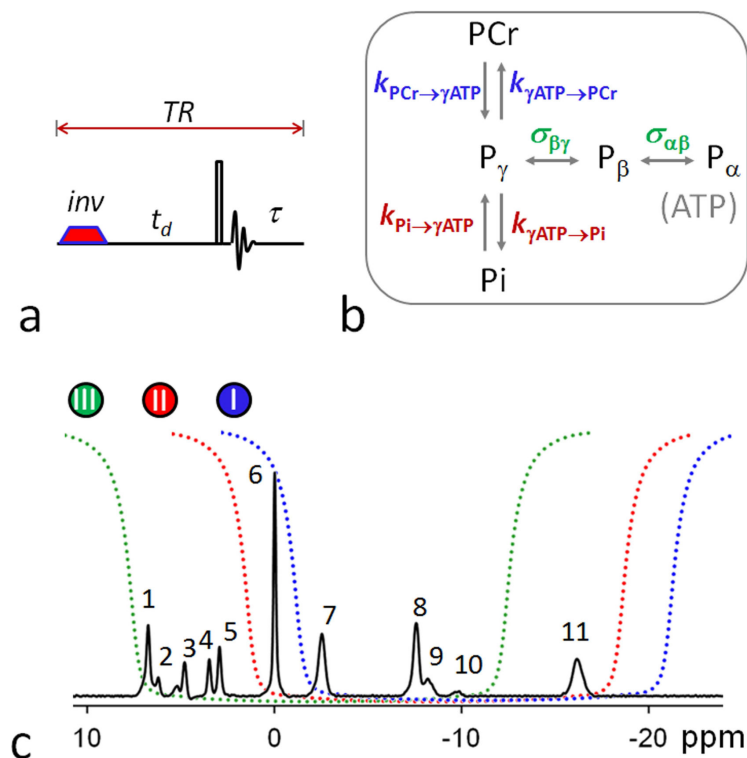 TR
inv
t_d
τ
a
PCr
k_PCr→γATP k_γATP→PCr
σ_βγ σ_αβ
P_γ P_β P_α
(ATP)
k_Pi→γATP k_γATP→Pi
Pi
b
III II I
6
1 2 3 4 5 7 8 9 10 11
10 0 -10 -20 ppm
c